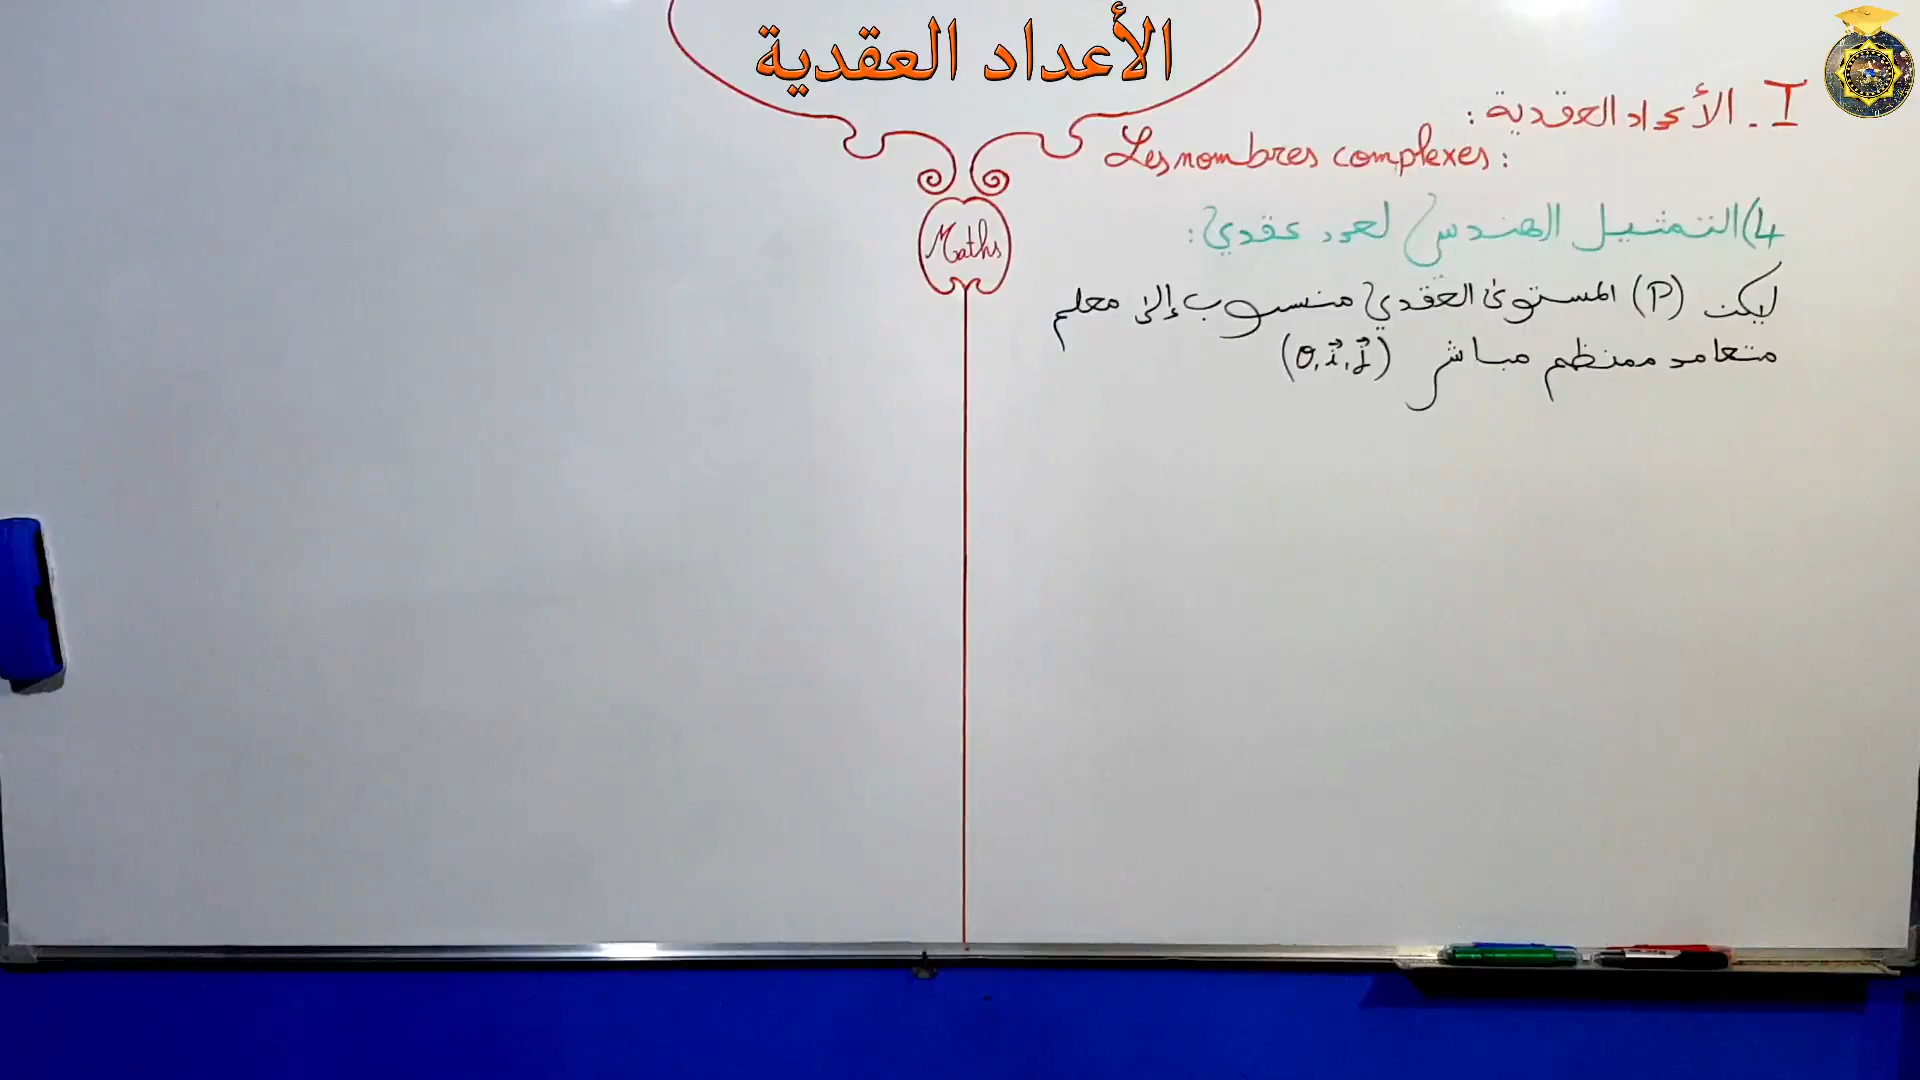 الأعداد العقدية
I. الأعداد العقدية :
Les nombres complexes :
Maths
4) التمثيل الهندسي لعدد عقدي :
ليكن (P) المستوى العقدي منسوب إلى معلم
متعامد ممنظم مباشر (O, i⃗, j⃗)